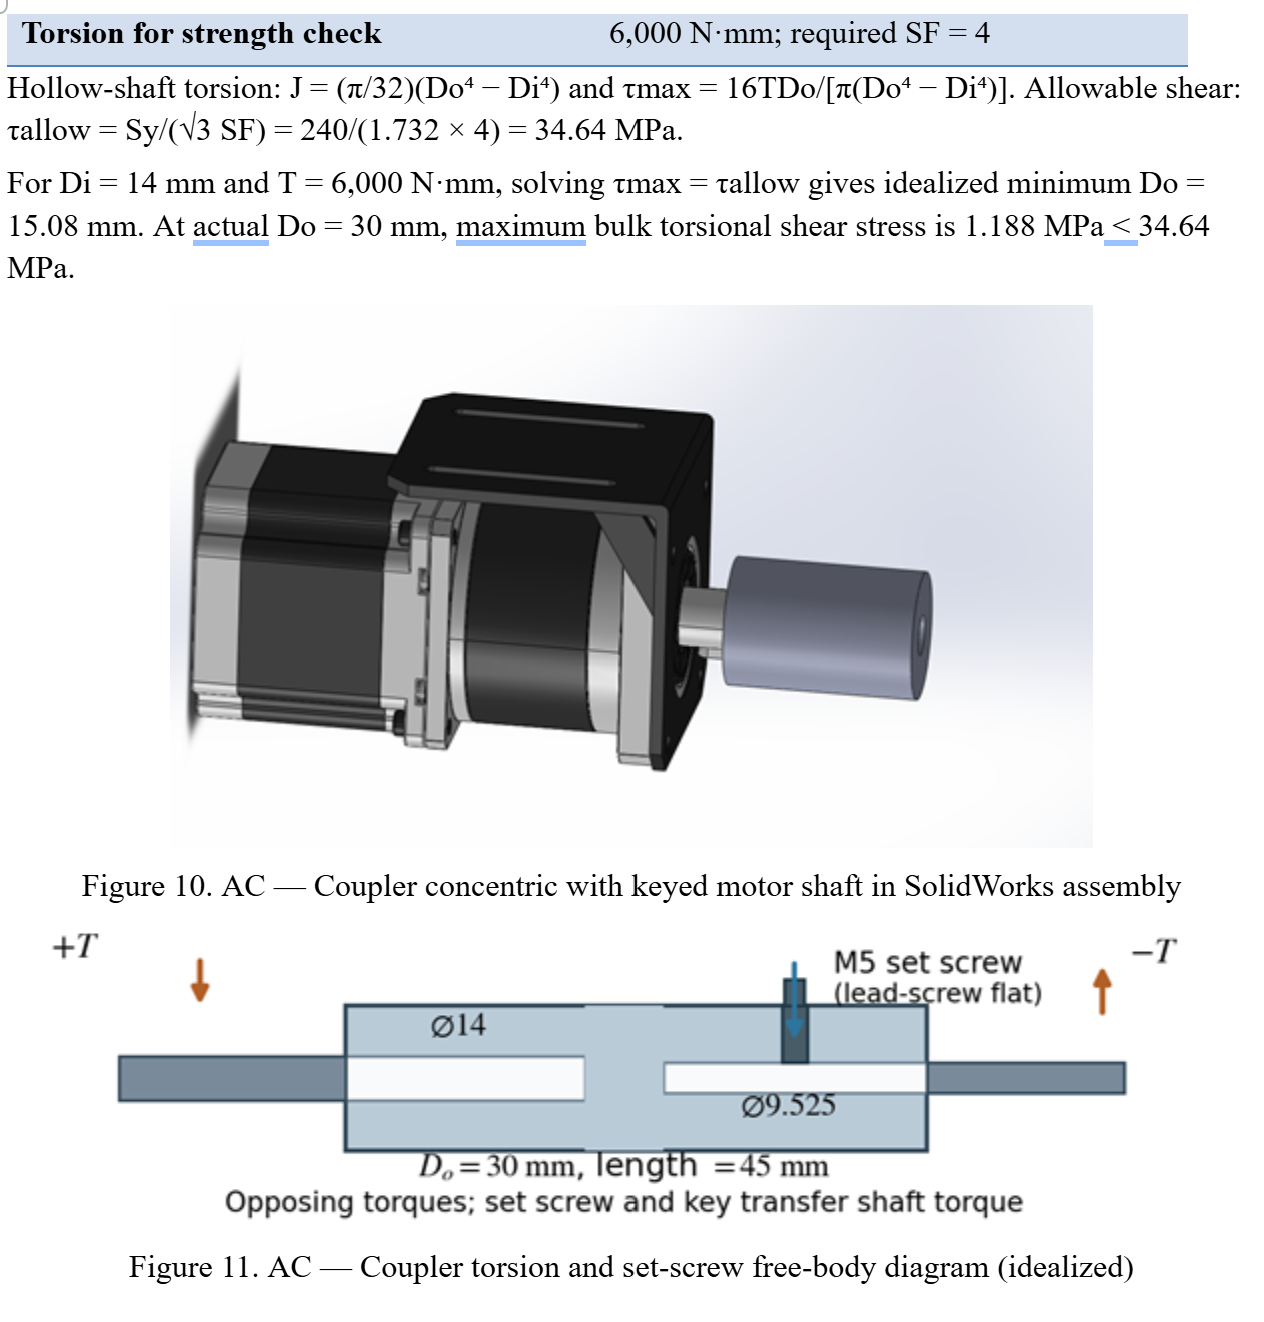 Torsion for strength check 6,000 N·mm; required SF = 4
Hollow-shaft torsion: J = (π/32)(Do⁴ − Di⁴) and τmax = 16TDo/[π(Do⁴ − Di⁴)]. Allowable shear:
τallow = Sy/(√3 SF) = 240/(1.732 × 4) = 34.64 MPa.
For Di = 14 mm and T = 6,000 N·mm, solving τmax = τallow gives idealized minimum Do =
15.08 mm. At actual Do = 30 mm, maximum bulk torsional shear stress is 1.188 MPa < 34.64
MPa.
Figure 10. AC — Coupler concentric with keyed motor shaft in SolidWorks assembly
+T
−T
M5 set screw
(lead-screw flat)
Ø14
Ø9.525
Dₒ = 30 mm, length = 45 mm
Opposing torques; set screw and key transfer shaft torque
Figure 11. AC — Coupler torsion and set-screw free-body diagram (idealized)